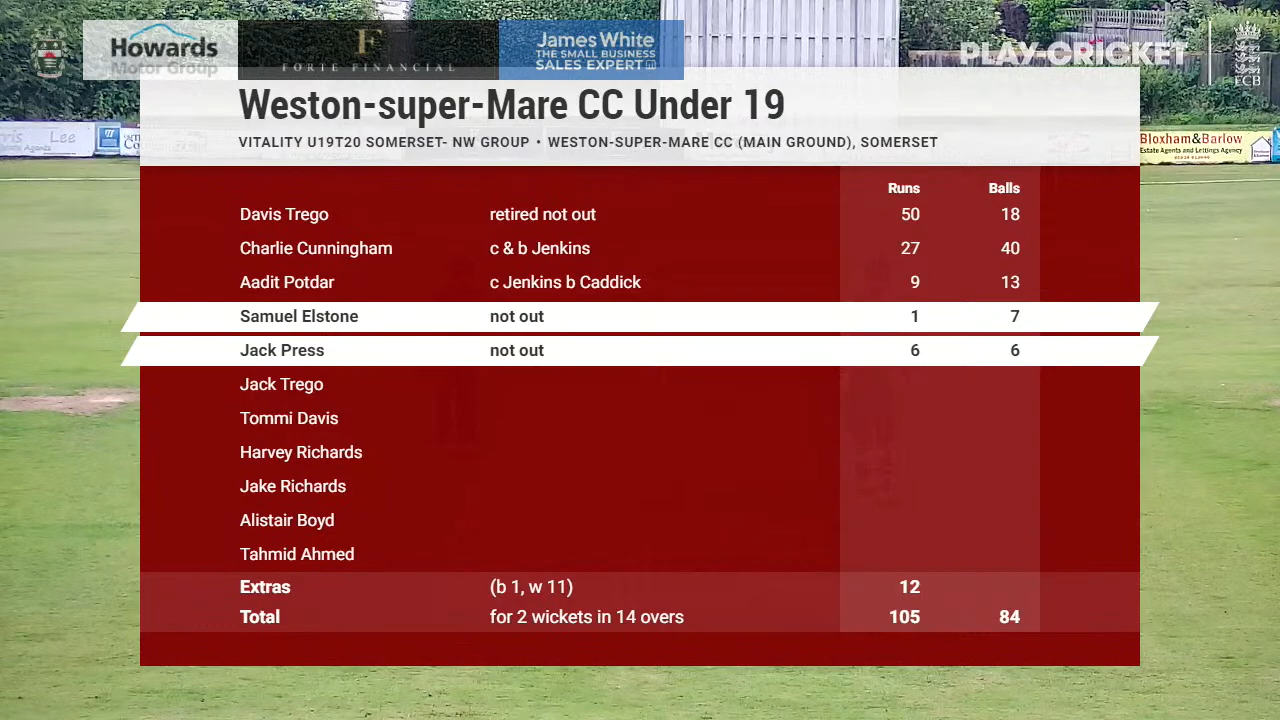 Howards
Motor Group
F
FORTE FINANCIAL
James White
THE SMALL BUSINESS
SALES EXPERT
PLAY-CRICKET
ECB
Weston-super-Mare CC Under 19
VITALITY U19T20 SOMERSET- NW GROUP • WESTON-SUPER-MARE CC (MAIN GROUND), SOMERSET
Lee
Bloxham&Barlow
Estate Agents and Lettings Agency
Runs Balls
Davis Trego retired not out 50 18
Charlie Cunningham c & b Jenkins 27 40
Aadit Potdar c Jenkins b Caddick 9 13
Samuel Elstone not out 1 7
Jack Press not out 6 6
Jack Trego
Tommi Davis
Harvey Richards
Jake Richards
Alistair Boyd
Tahmid Ahmed
Extras (b 1, w 11) 12
Total for 2 wickets in 14 overs 105 84